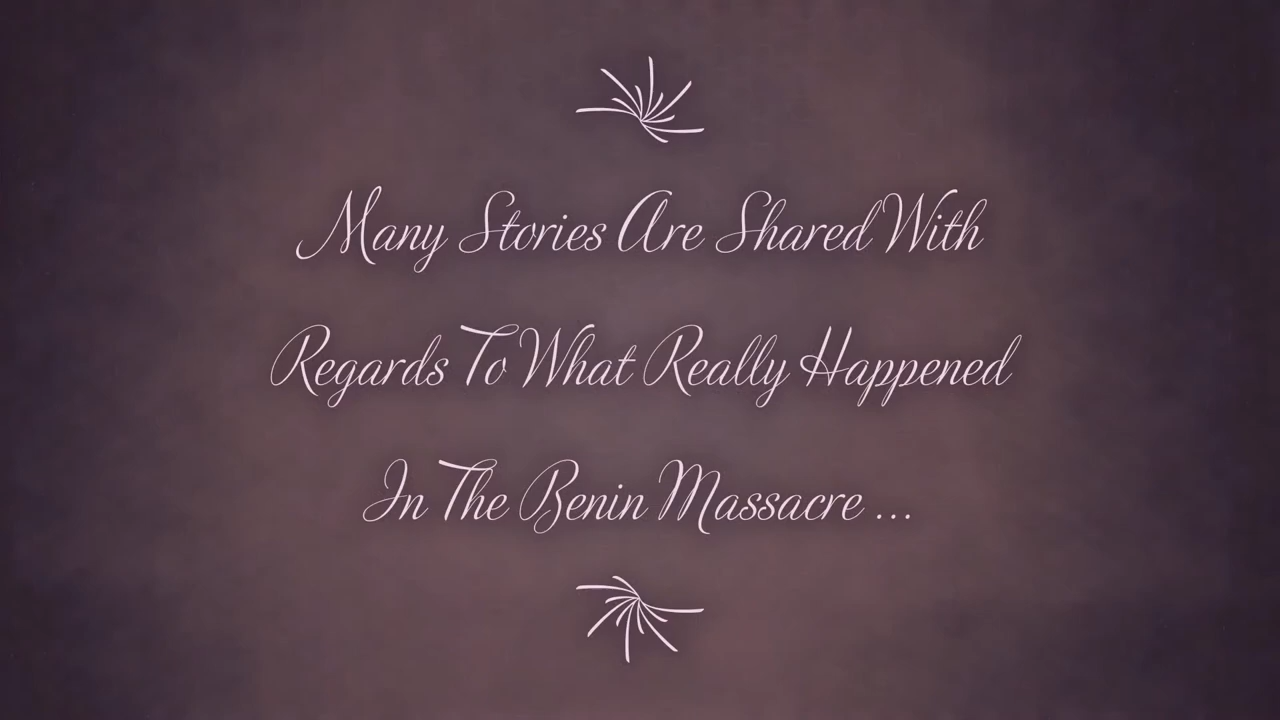 Many Stories Are Shared With
Regards To What Really Happened
In The Benin Massacre ...